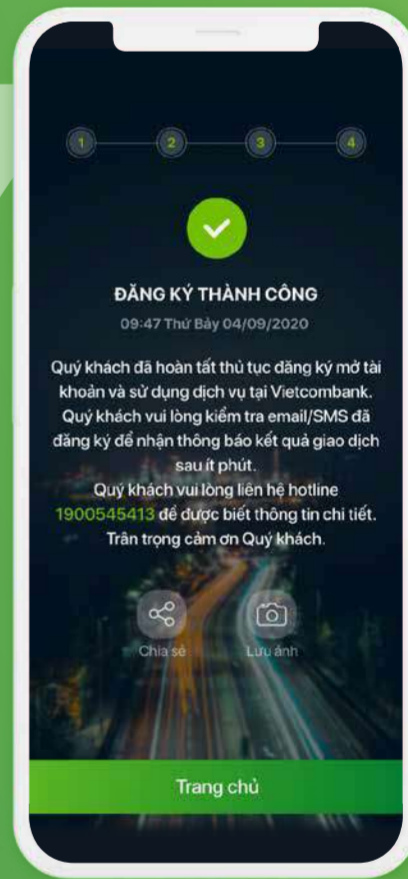 1 2 3 4
ĐĂNG KÝ THÀNH CÔNG
09:47 Thứ Bảy 04/09/2020
Quý khách đã hoàn tất thủ tục đăng ký mở tài
khoản và sử dụng dịch vụ tại Vietcombank.
Quý khách vui lòng kiểm tra email/SMS đã
đăng ký để nhận thông báo kết quả giao dịch
sau ít phút.
Quý khách vui lòng liên hệ hotline
1900545413 để được biết thông tin chi tiết.
Trân trọng cảm ơn Quý khách.
Chia sẻ Lưu ảnh
Trang chủ